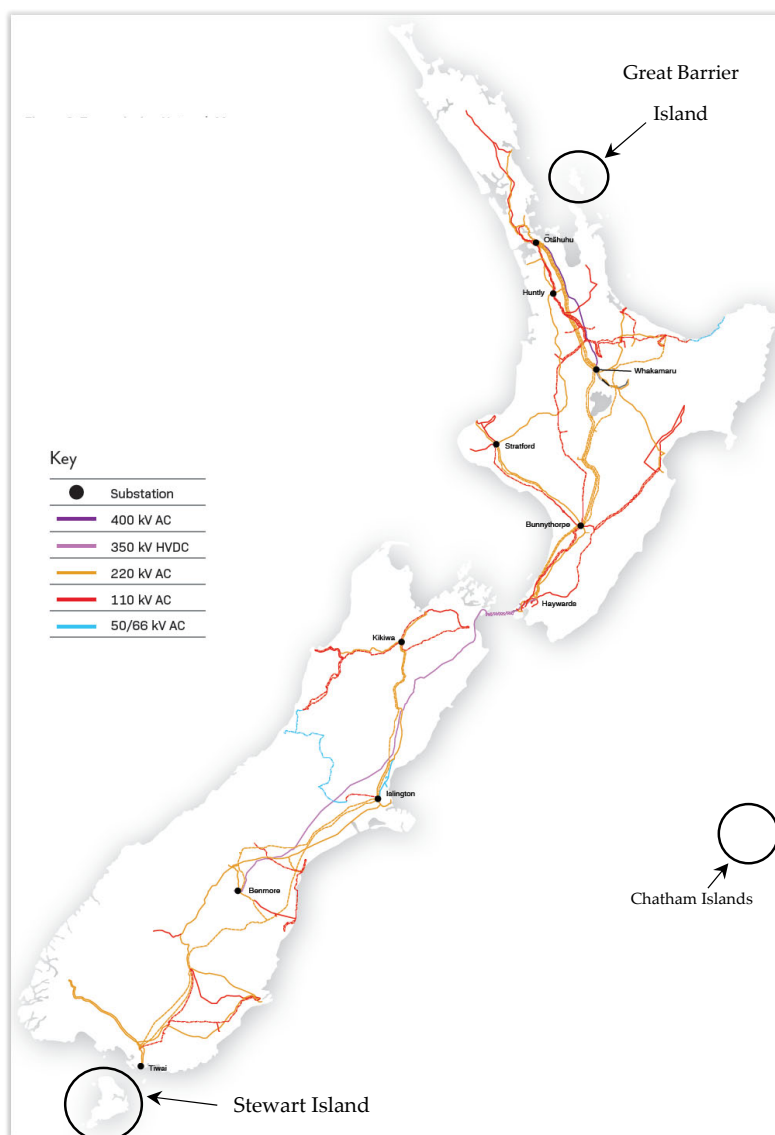 Great Barrier
Island
Ōtāhuhu
Huntly
Whakamaru
Stratford
Key
Substation
400 kV AC
350 kV HVDC
220 kV AC
110 kV AC
50/66 kV AC
Bunnythorpe
Haywards
Kikiwa
Islington
Benmore
Chatham Islands
Tiwai
Stewart Island